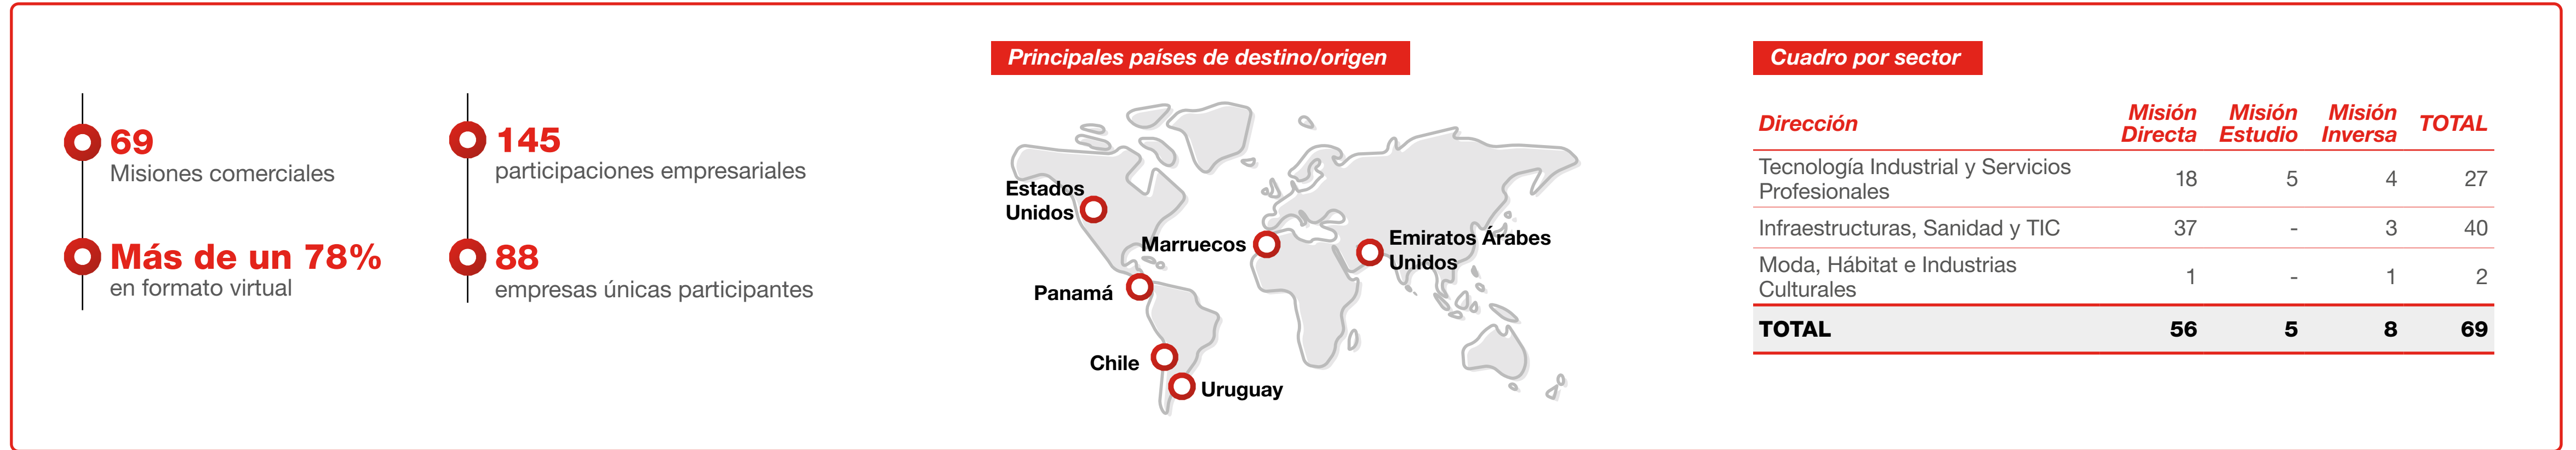 69
Misiones comerciales
Más de un 78%
en formato virtual
145
participaciones empresariales
88
empresas únicas participantes
Principales países de destino/origen
Estados
Unidos
Marruecos
Emiratos Árabes
Unidos
Panamá
Chile
Uruguay
Cuadro por sector
Dirección Misión Directa Misión Estudio Misión Inversa TOTAL
Tecnología Industrial y Servicios
Profesionales 18 5 4 27
Infraestructuras, Sanidad y TIC 37 - 3 40
Moda, Hábitat e Industrias
Culturales 1 - 1 2
TOTAL 56 5 8 69